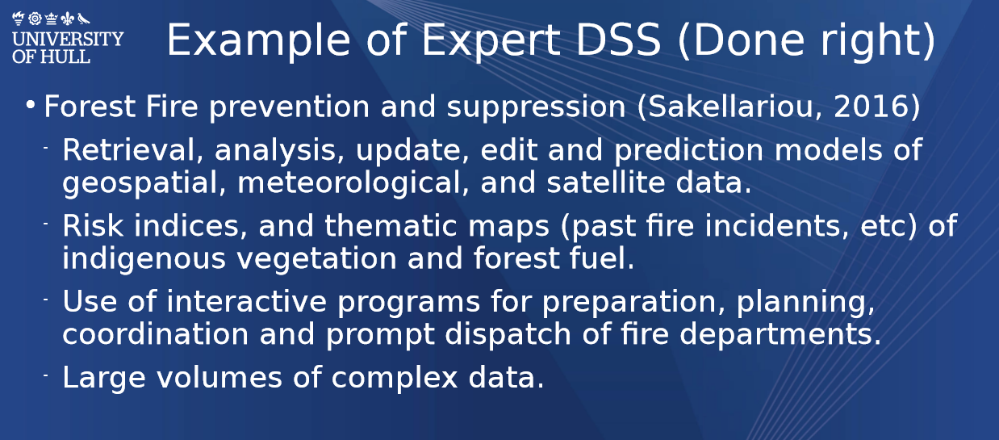 UNIVERSITY
OF HULL
Example of Expert DSS (Done right)
• Forest Fire prevention and suppression (Sakellariou, 2016)
- Retrieval, analysis, update, edit and prediction models of
geospatial, meteorological, and satellite data.
- Risk indices, and thematic maps (past fire incidents, etc) of
indigenous vegetation and forest fuel.
- Use of interactive programs for preparation, planning,
coordination and prompt dispatch of fire departments.
- Large volumes of complex data.